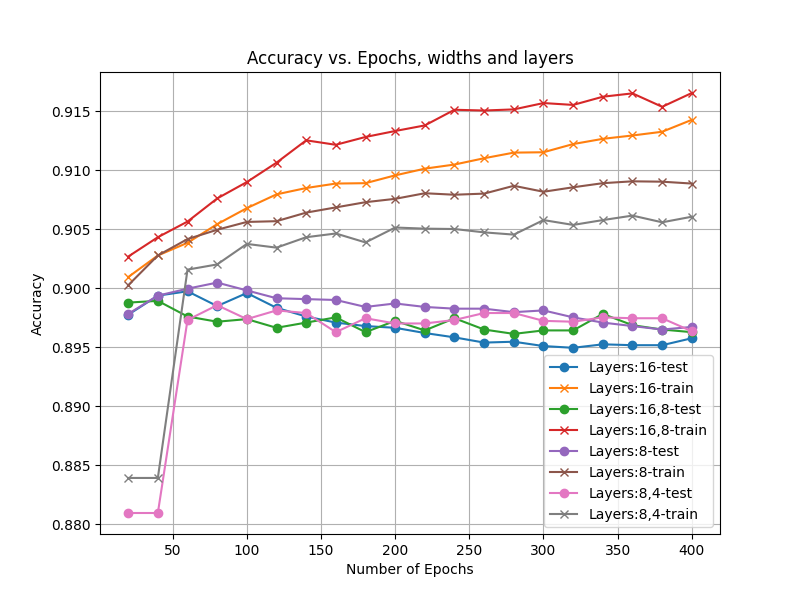 Accuracy vs. Epochs, widths and layers
0.915
0.910
0.905
0.900
0.895
0.890
0.885
0.880
Accuracy
50 100 150 200 250 300 350 400
Number of Epochs
Layers:16-test
Layers:16-train
Layers:16,8-test
Layers:16,8-train
Layers:8-test
Layers:8-train
Layers:8,4-test
Layers:8,4-train